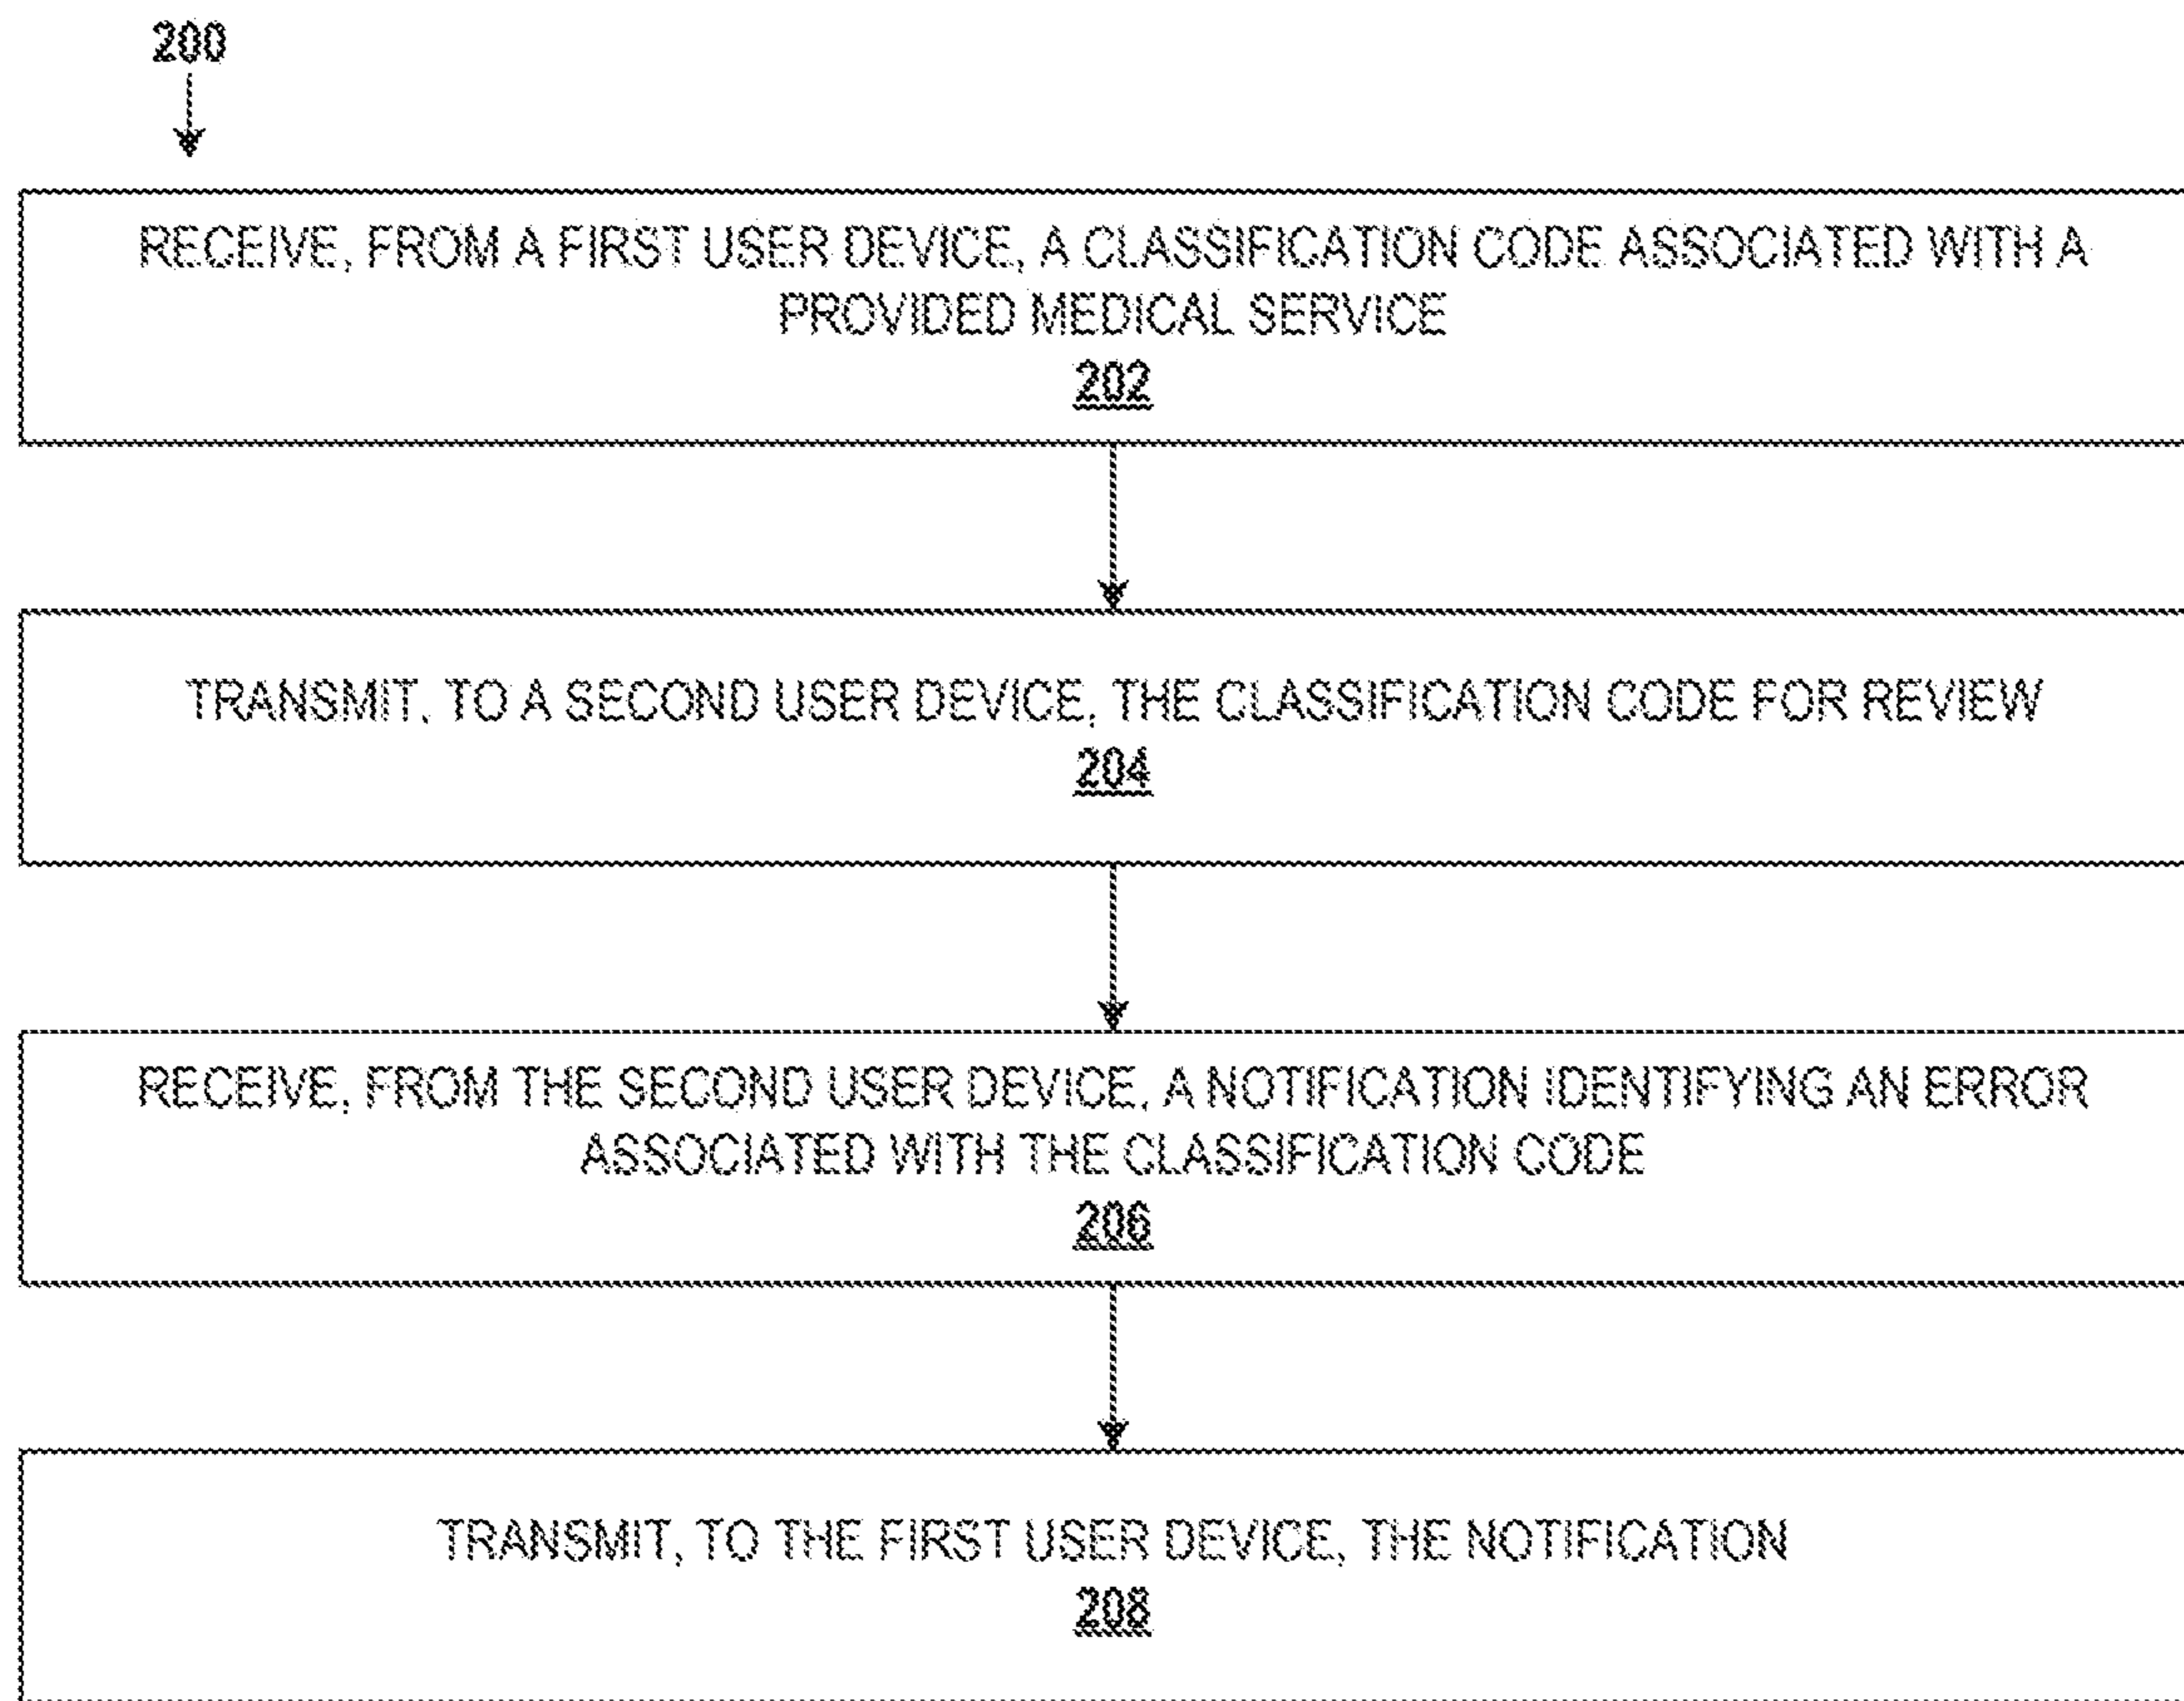 200
RECEIVE, FROM A FIRST USER DEVICE, A CLASSIFICATION CODE ASSOCIATED WITH A
PROVIDED MEDICAL SERVICE
202
TRANSMIT, TO A SECOND USER DEVICE, THE CLASSIFICATION CODE FOR REVIEW
204
RECEIVE, FROM THE SECOND USER DEVICE, A NOTIFICATION IDENTIFYING AN ERROR
ASSOCIATED WITH THE CLASSIFICATION CODE
206
TRANSMIT, TO THE FIRST USER DEVICE, THE NOTIFICATION
208